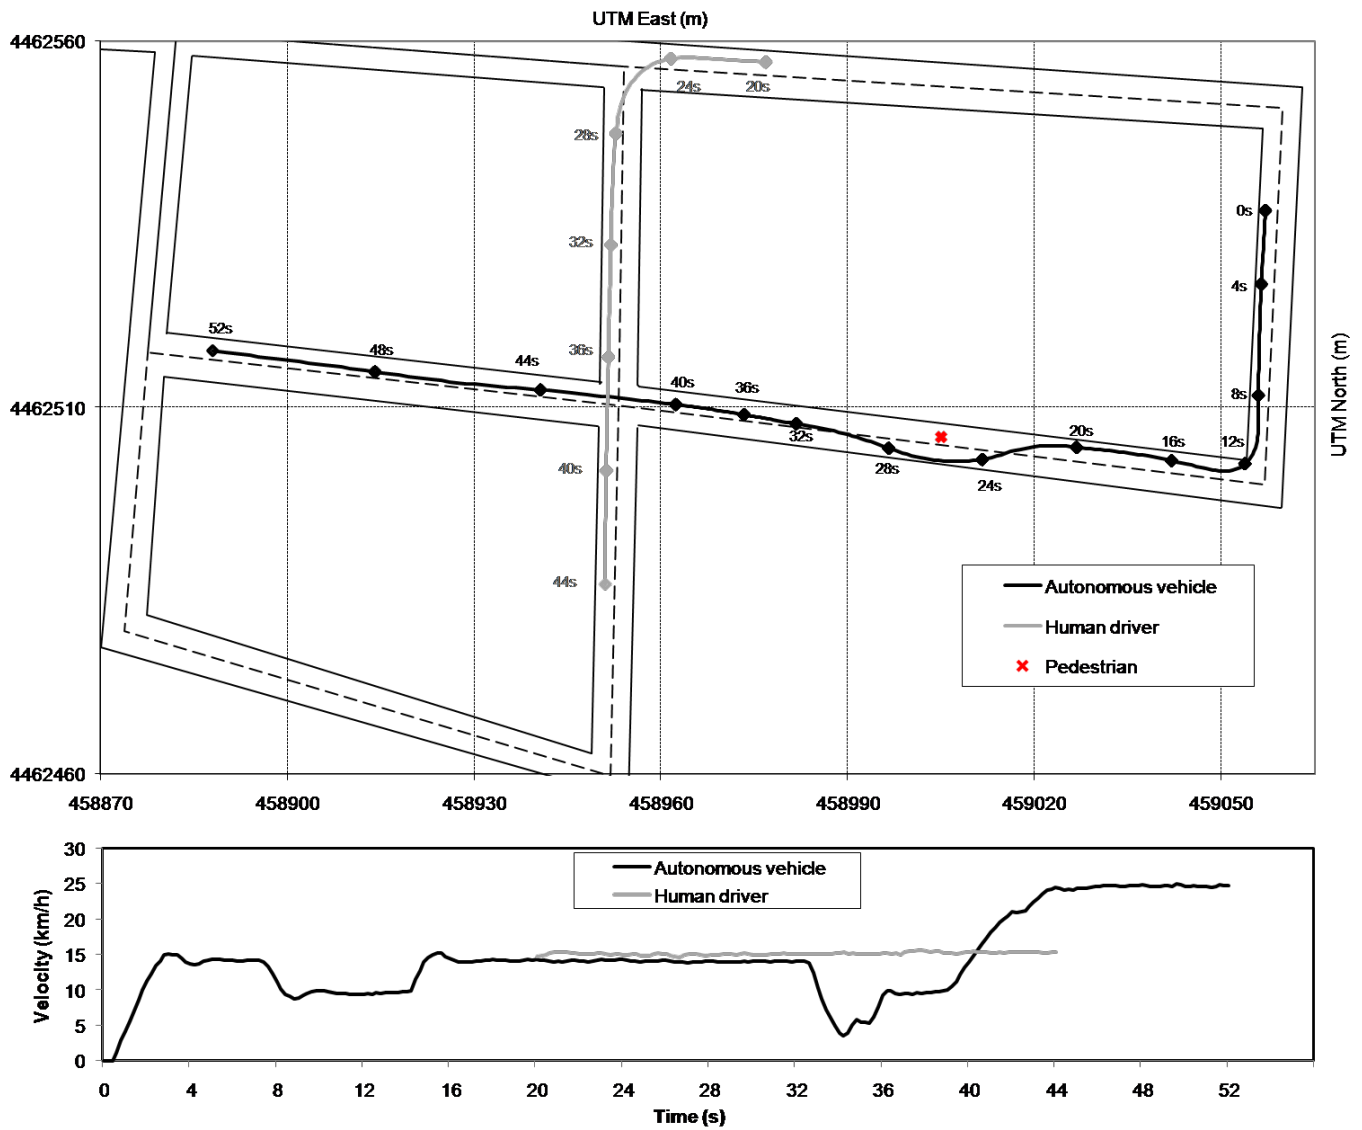 UTM East (m)
4462560
24s 20s
28s
0s
32s
4s
52s
48s
36s
44s
40s 36s
8s
4462510
32s
20s
16s 12s
28s
24s
40s
44s
UTM North (m)
Autonomous vehicle
Human driver
Pedestrian
4462460
458870 458900 458930 458960 458990 459020 459050
30
25
20
15
10
5
0
Velocity (km/h)
Autonomous vehicle
Human driver
0 4 8 12 16 20 24 28 32 36 40 44 48 52
Time (s)